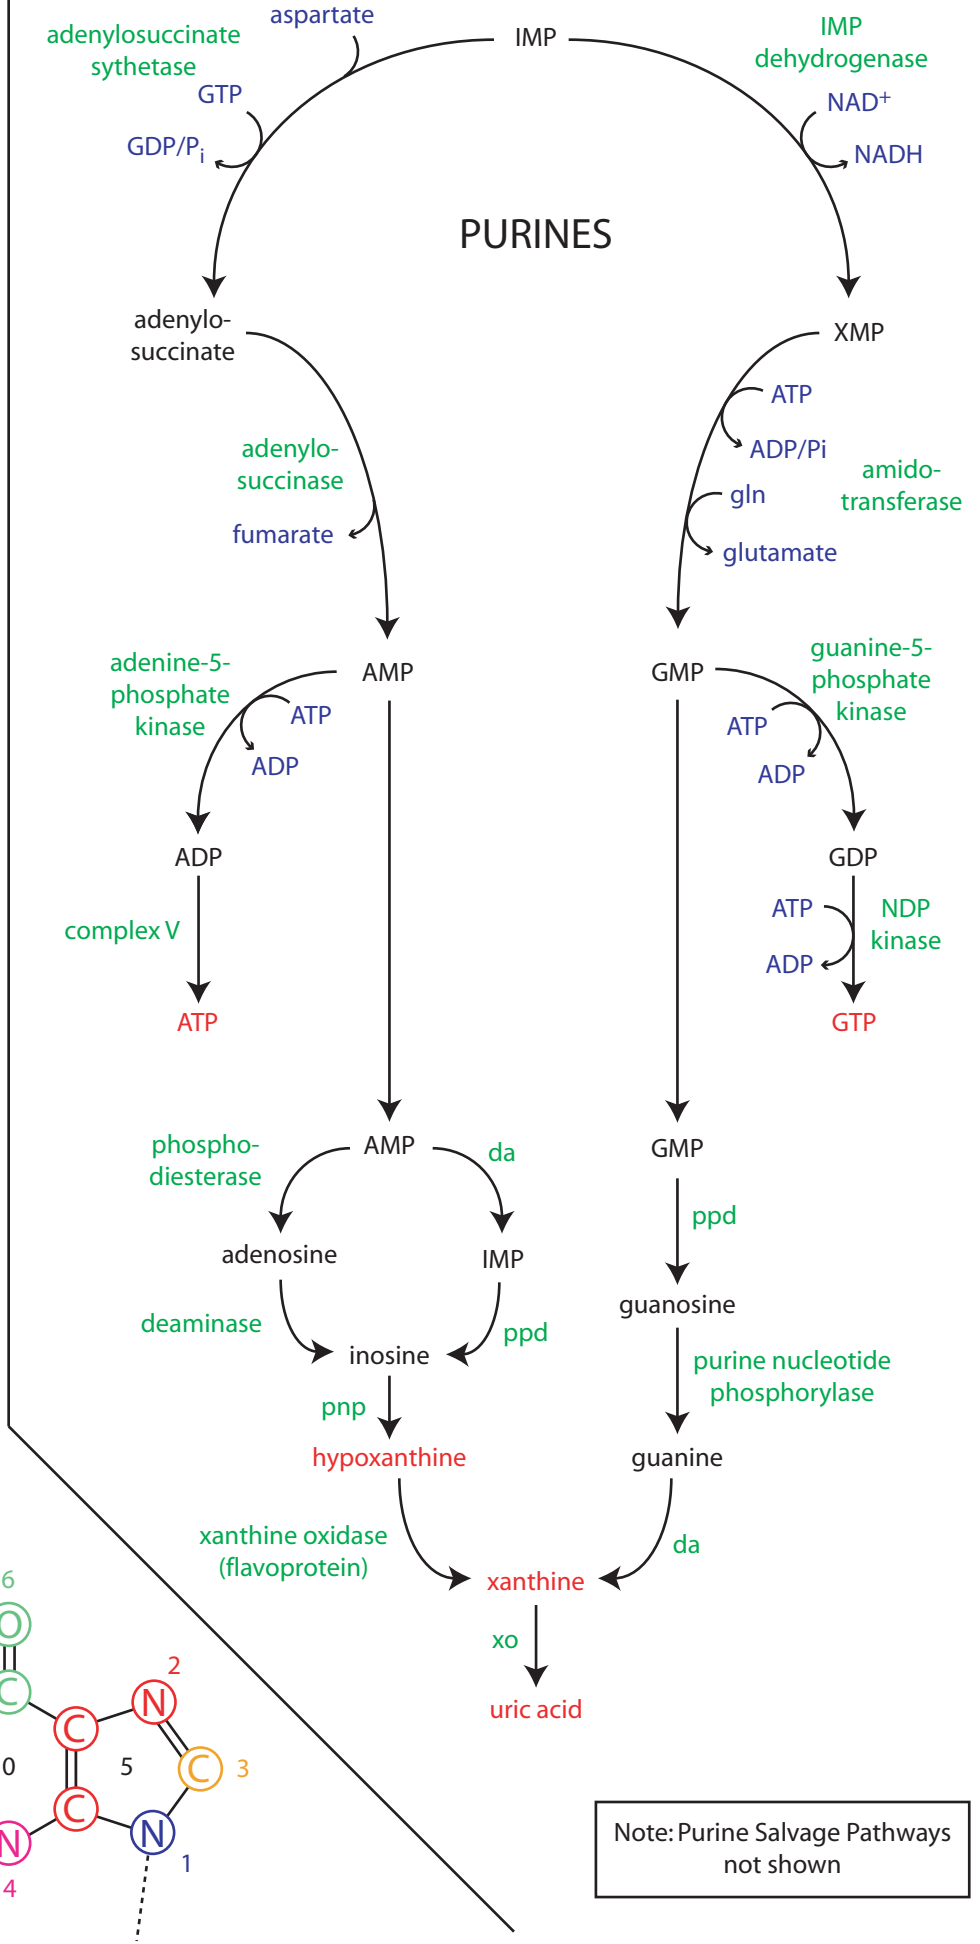 aspartate
adenylosuccinate
sythetase
IMP
IMP
dehydrogenase
GTP
GDP/Pi
NAD+
NADH
PURINES
adenylo-
succinate
XMP
ATP
ADP/Pi
adenylo-
succinase
amido-
transferase
gln
fumarate
glutamate
adenine-5-
phosphate
kinase
AMP
GMP
guanine-5-
phosphate
kinase
ATP
ADP
ATP
ADP
ADP
GDP
complex V
ATP
ADP
NDP
kinase
ATP
GTP
phospho-
diesterase
AMP
da
GMP
ppd
adenosine
IMP
guanosine
deaminase
ppd
inosine
purine nucleotide
phosphorylase
pnp
hypoxanthine
guanine
xanthine oxidase
(flavoprotein)
da
xanthine
xo
uric acid
6
O
C
C
N
2
0
5
C
3
C
N
N
1
4
Note: Purine Salvage Pathways
not shown